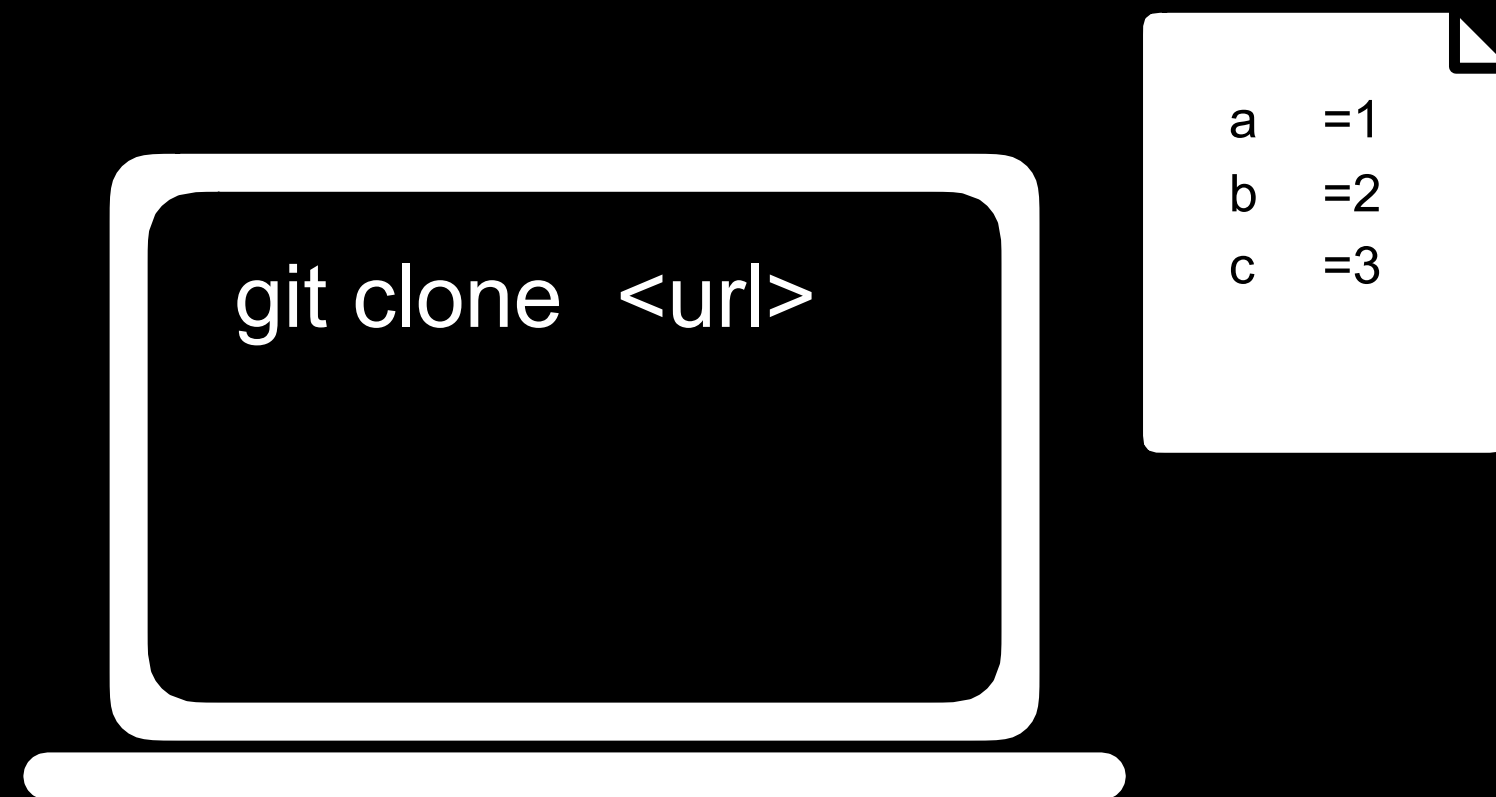 git clone <url>
a =1
b =2
c =3